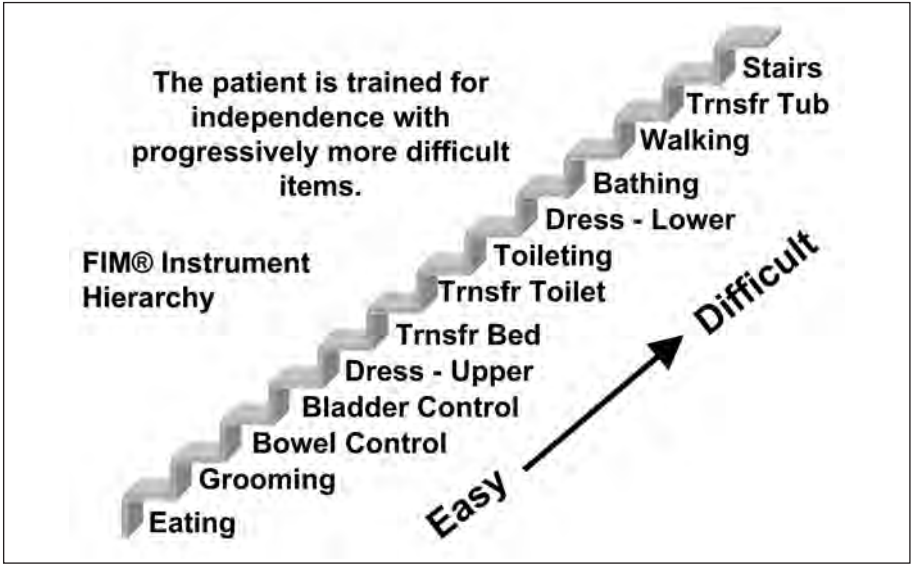 The patient is trained for
independence with
progressively more difficult
items.
FIM® Instrument
Hierarchy
Stairs
Trnsfr Tub
Walking
Bathing
Dress - Lower
Toileting
Trnsfr Toilet
Trnsfr Bed
Dress - Upper
Bladder Control
Bowel Control
Grooming
Eating
Easy
Difficult